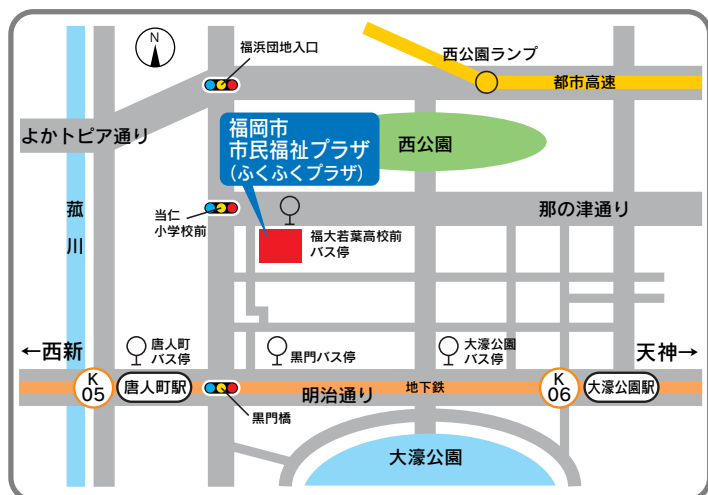 N
福浜団地入口
西公園ランプ
都市高速
よかトピア通り
福岡市
市民福祉プラザ
(ふくふくプラザ)
西公園
菰川
当仁
小学校前
那の津通り
福大若葉高校前
バス停
←西新
唐人町
バス停
黒門バス停
大濠公園
バス停
天神→
K
05
唐人町駅
明治通り
地下鉄
K
06
大濠公園駅
黒門橋
大濠公園